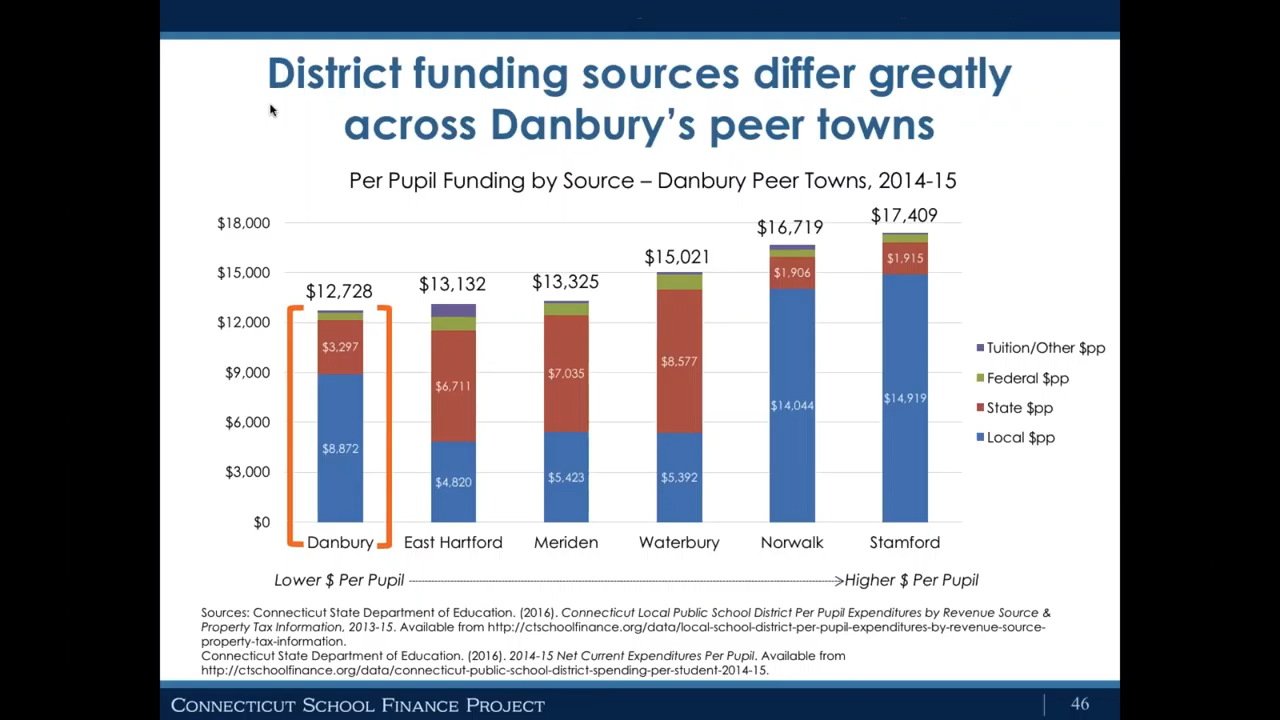 District funding sources differ greatly
across Danbury’s peer towns
Per Pupil Funding by Source – Danbury Peer Towns, 2014-15
$18,000
$15,000
$12,000
$9,000
$6,000
$3,000
$0
$12,728
$13,132
$13,325
$15,021
$16,719
$17,409
$3,297
$8,872
$6,711
$4,820
$7,035
$5,423
$8,577
$5,392
$1,906
$14,044
$1,915
$14,919
Tuition/Other $pp
Federal $pp
State $pp
Local $pp
Danbury East Hartford Meriden Waterbury Norwalk Stamford
Lower $ Per Pupil Higher $ Per Pupil
Sources: Connecticut State Department of Education. (2016). Connecticut Local Public School District Per Pupil Expenditures by Revenue Source &
Property Tax Information, 2013-15. Available from http://ctschoolfinance.org/data/local-school-district-per-pupil-expenditures-by-revenue-source-
property-tax-information.
Connecticut State Department of Education. (2016). 2014-15 Net Current Expenditures Per Pupil. Available from
http://ctschoolfinance.org/data/connecticut-public-school-district-spending-per-student-2014-15.
CONNECTICUT SCHOOL FINANCE PROJECT
46